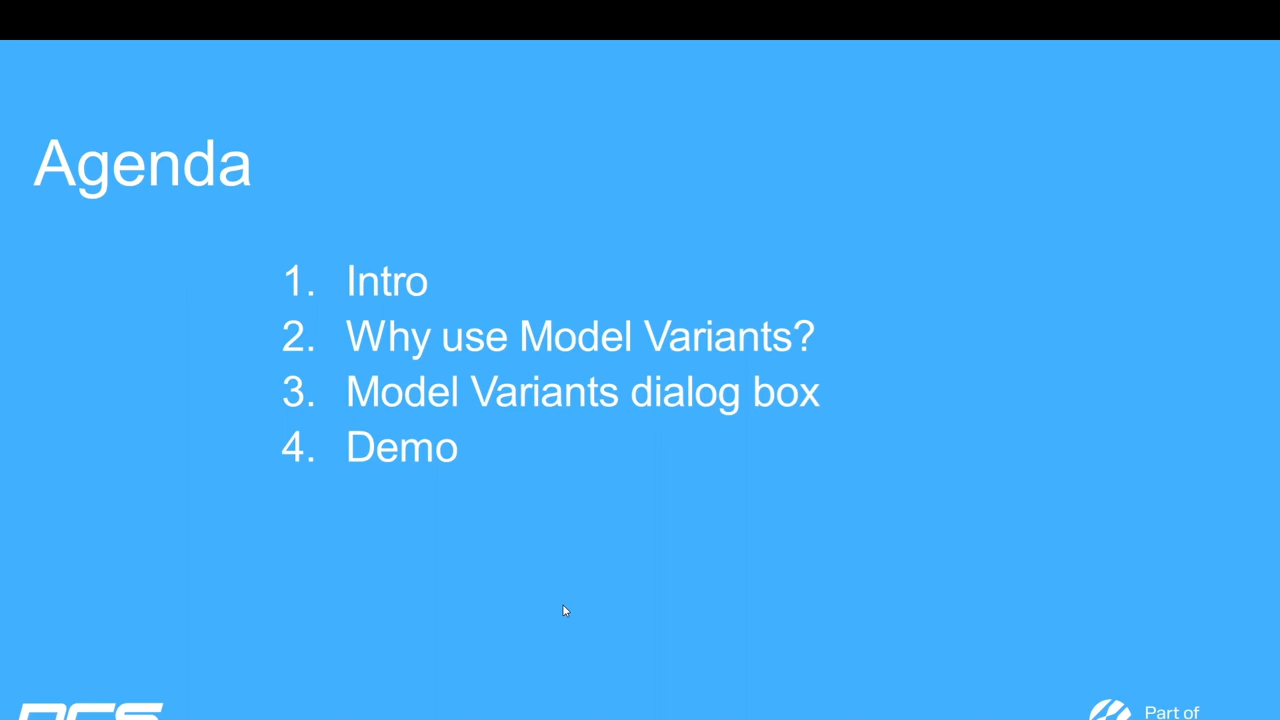 Agenda
1. Intro
2. Why use Model Variants?
3. Model Variants dialog box
4. Demo
Part of